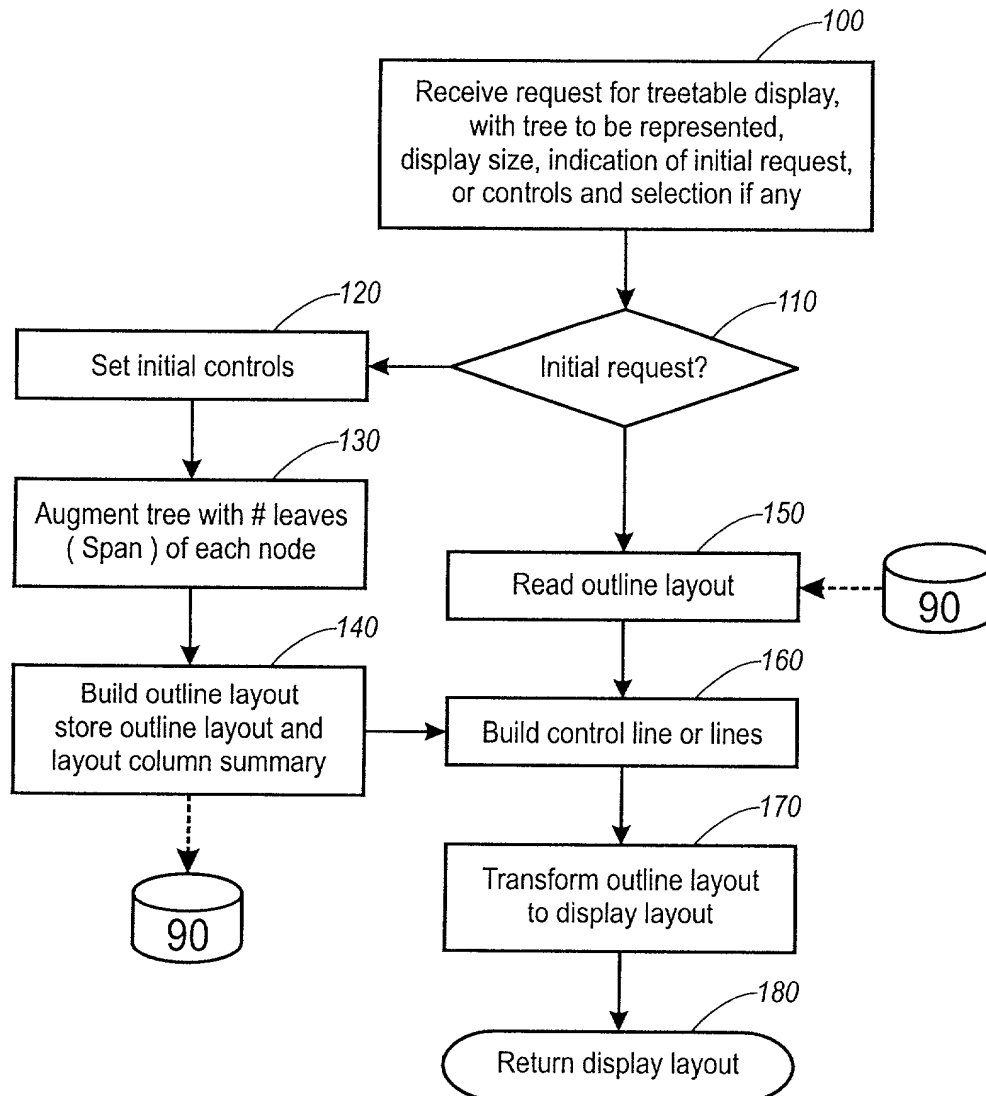 100
Receive request for treetable display,
with tree to be represented,
display size, indication of initial request,
or controls and selection if any
120
Set initial controls
110
Initial request?
130
Augment tree with # leaves
( Span ) of each node
150
Read outline layout
90
140
Build outline layout
store outline layout and
layout column summary
160
Build control line or lines
90
170
Transform outline layout
to display layout
180
Return display layout